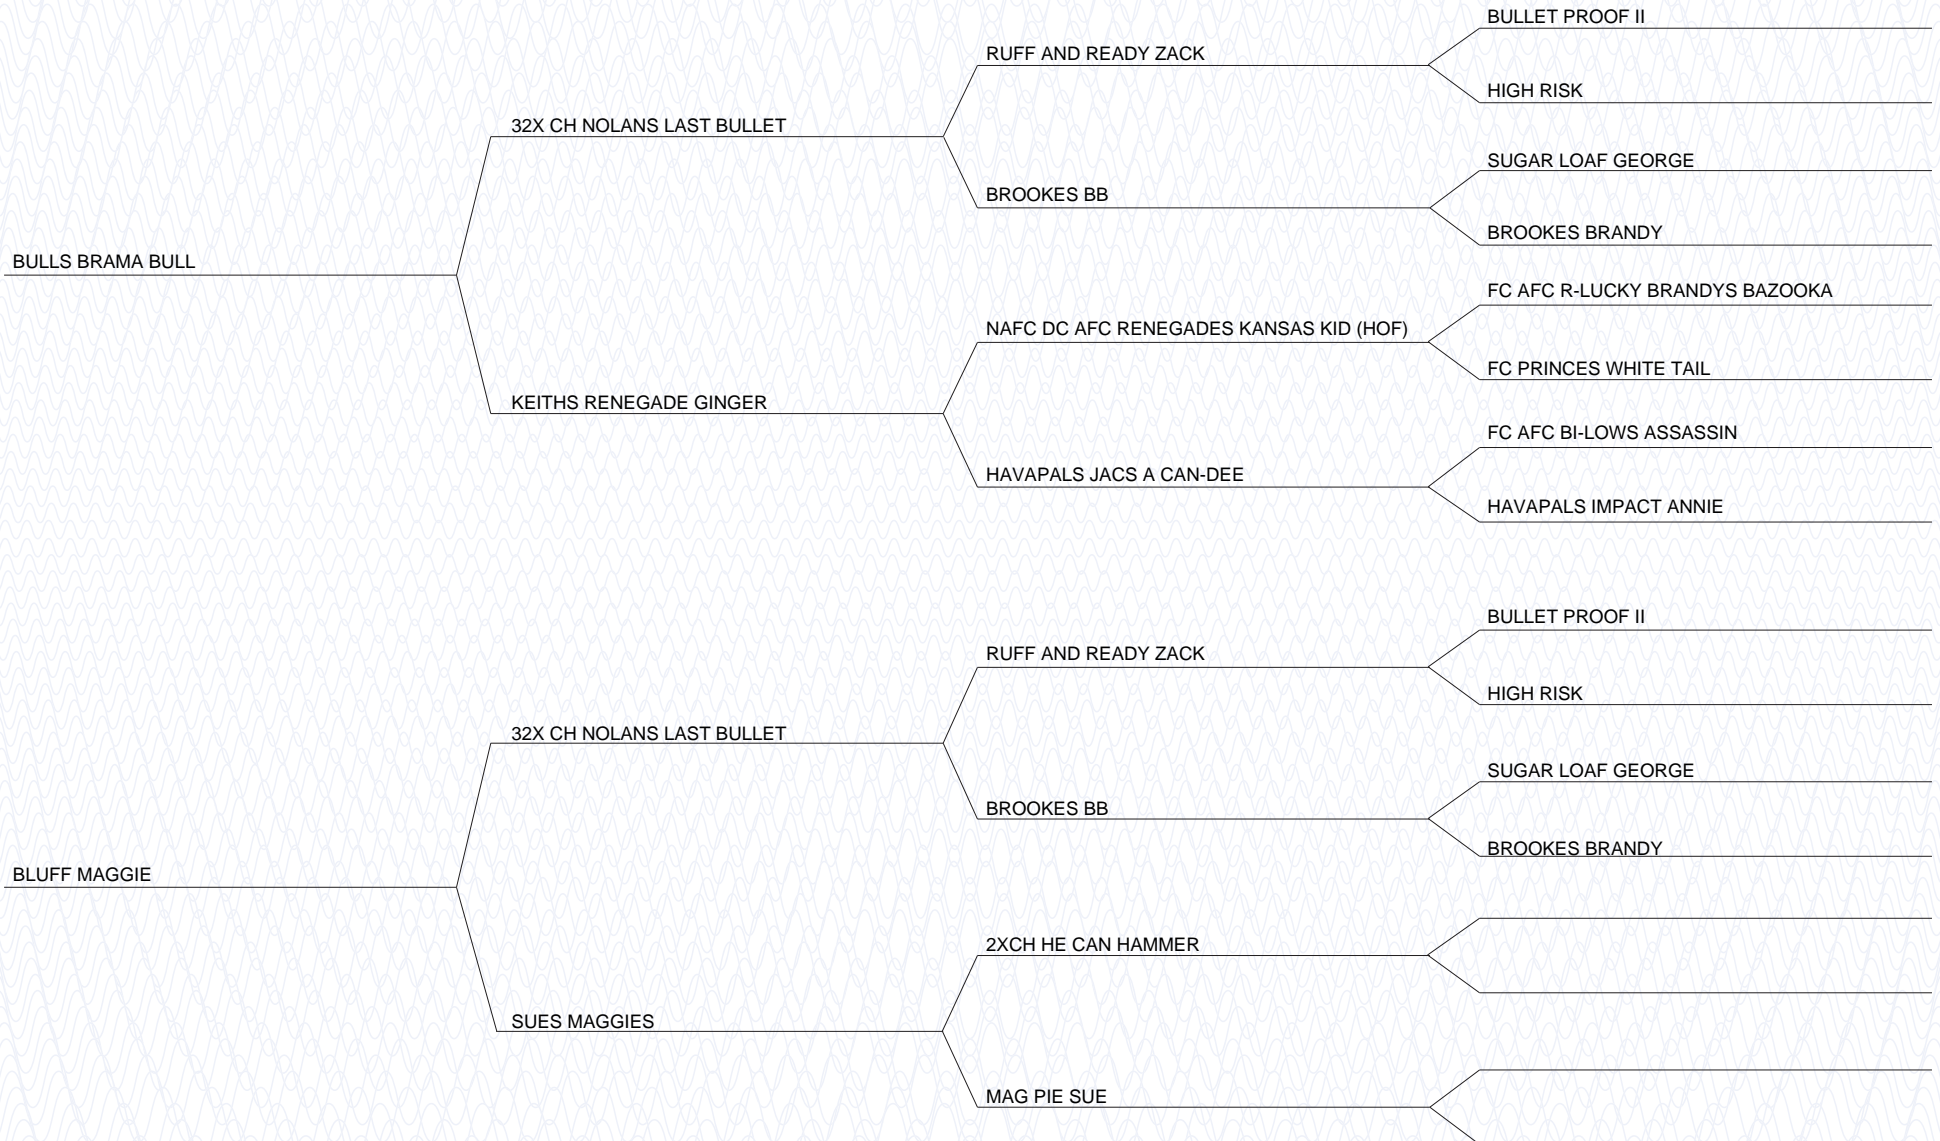 BULLET PROOF II
RUFF AND READY ZACK
HIGH RISK
32X CH NOLANS LAST BULLET
SUGAR LOAF GEORGE
BROOKES BB
BROOKES BRANDY
BULLS BRAMA BULL
FC AFC R-LUCKY BRANDYS BAZOOKA
NAFC DC AFC RENEGADES KANSAS KID (HOF)
FC PRINCES WHITE TAIL
KEITHS RENEGADE GINGER
FC AFC BI-LOWS ASSASSIN
HAVAPALS JACS A CAN-DEE
HAVAPALS IMPACT ANNIE
BULLET PROOF II
RUFF AND READY ZACK
HIGH RISK
32X CH NOLANS LAST BULLET
SUGAR LOAF GEORGE
BROOKES BB
BROOKES BRANDY
BLUFF MAGGIE
2XCH HE CAN HAMMER
SUES MAGGIES
MAG PIE SUE